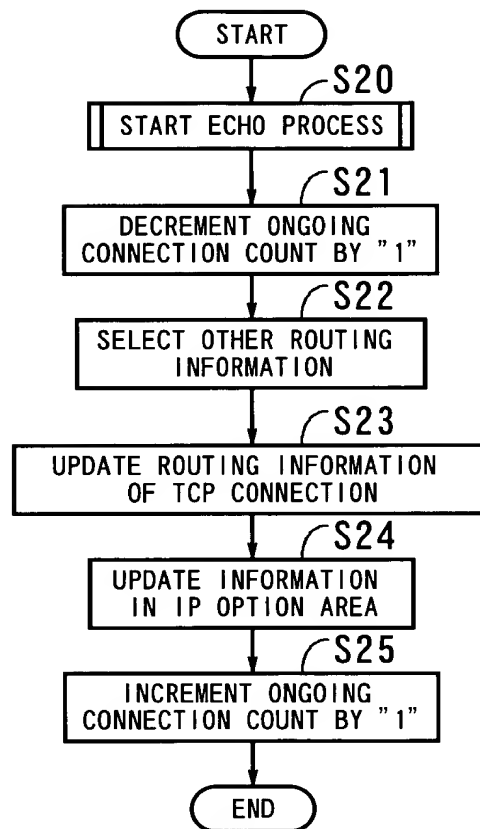 START
S20
START ECHO PROCESS
S21
DECREMENT ONGOING
CONNECTION COUNT BY "1"
S22
SELECT OTHER ROUTING
INFORMATION
S23
UPDATE ROUTING INFORMATION
OF TCP CONNECTION
S24
UPDATE INFORMATION
IN IP OPTION AREA
S25
INCREMENT ONGOING
CONNECTION COUNT BY "1"
END